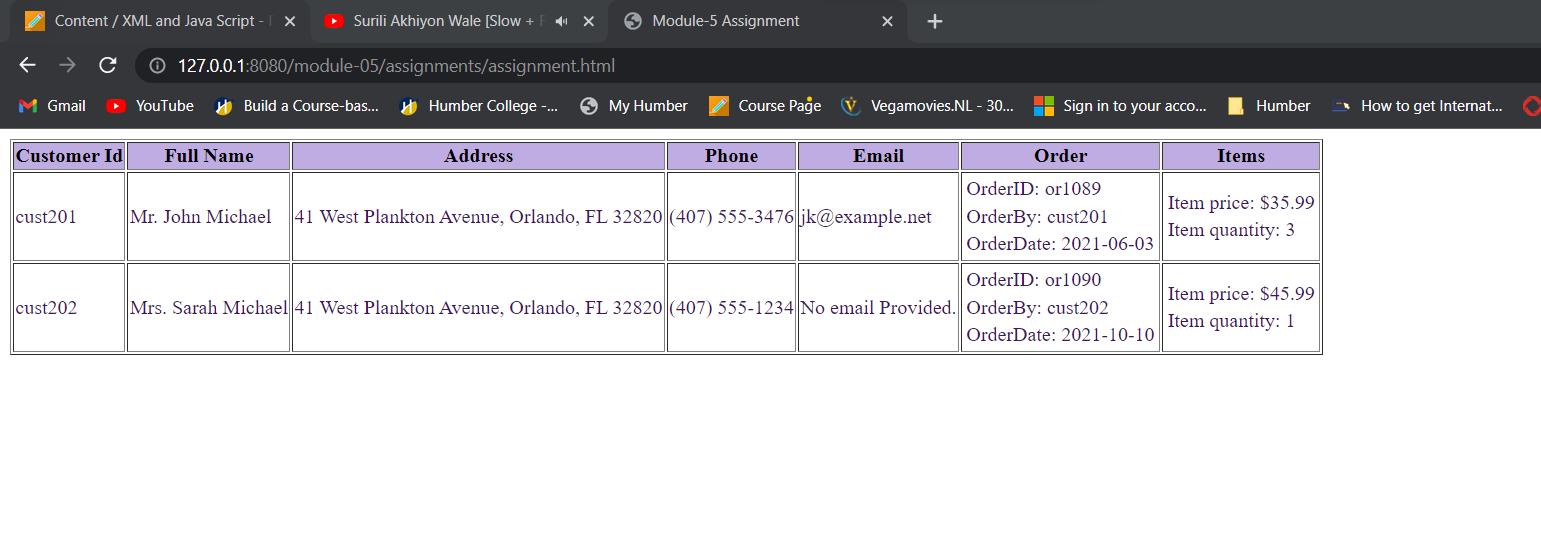 Content / XML and Java Script -
Surili Akhiyon Wale [Slow +
Module-5 Assignment
127.0.0.1:8080/module-05/assignments/assignment.html
Gmail YouTube Build a Course-bas... Humber College -... My Humber Course Page Vegamovies.NL - 30... Sign in to your acco... Humber How to get Internat...
Customer Id Full Name Address Phone Email Order Items
cust201 Mr. John Michael 41 West Plankton Avenue, Orlando, FL 32820 (407) 555-3476 jk@example.net
OrderID: or1089
OrderBy: cust201
OrderDate: 2021-06-03
Item price: $35.99
Item quantity: 3
cust202 Mrs. Sarah Michael 41 West Plankton Avenue, Orlando, FL 32820 (407) 555-1234 No email Provided.
OrderID: or1090
OrderBy: cust202
OrderDate: 2021-10-10
Item price: $45.99
Item quantity: 1